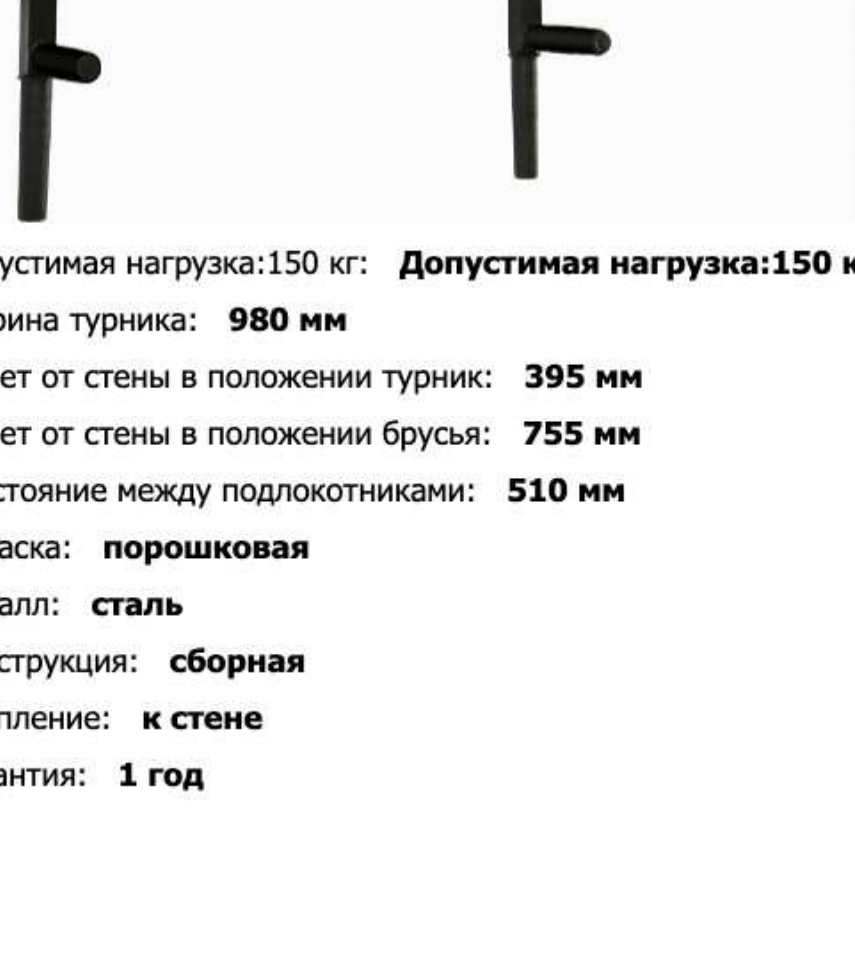 устимая нагрузка:150 кг: Допустимая нагрузка:150 к
рина турника: 980 мм
ет от стены в положении турник: 395 мм
ет от стены в положении брусья: 755 мм
стояние между подлокотниками: 510 мм
аска: порошковая
алл: сталь
струкция: сборная
пление: к стене
антия: 1 год